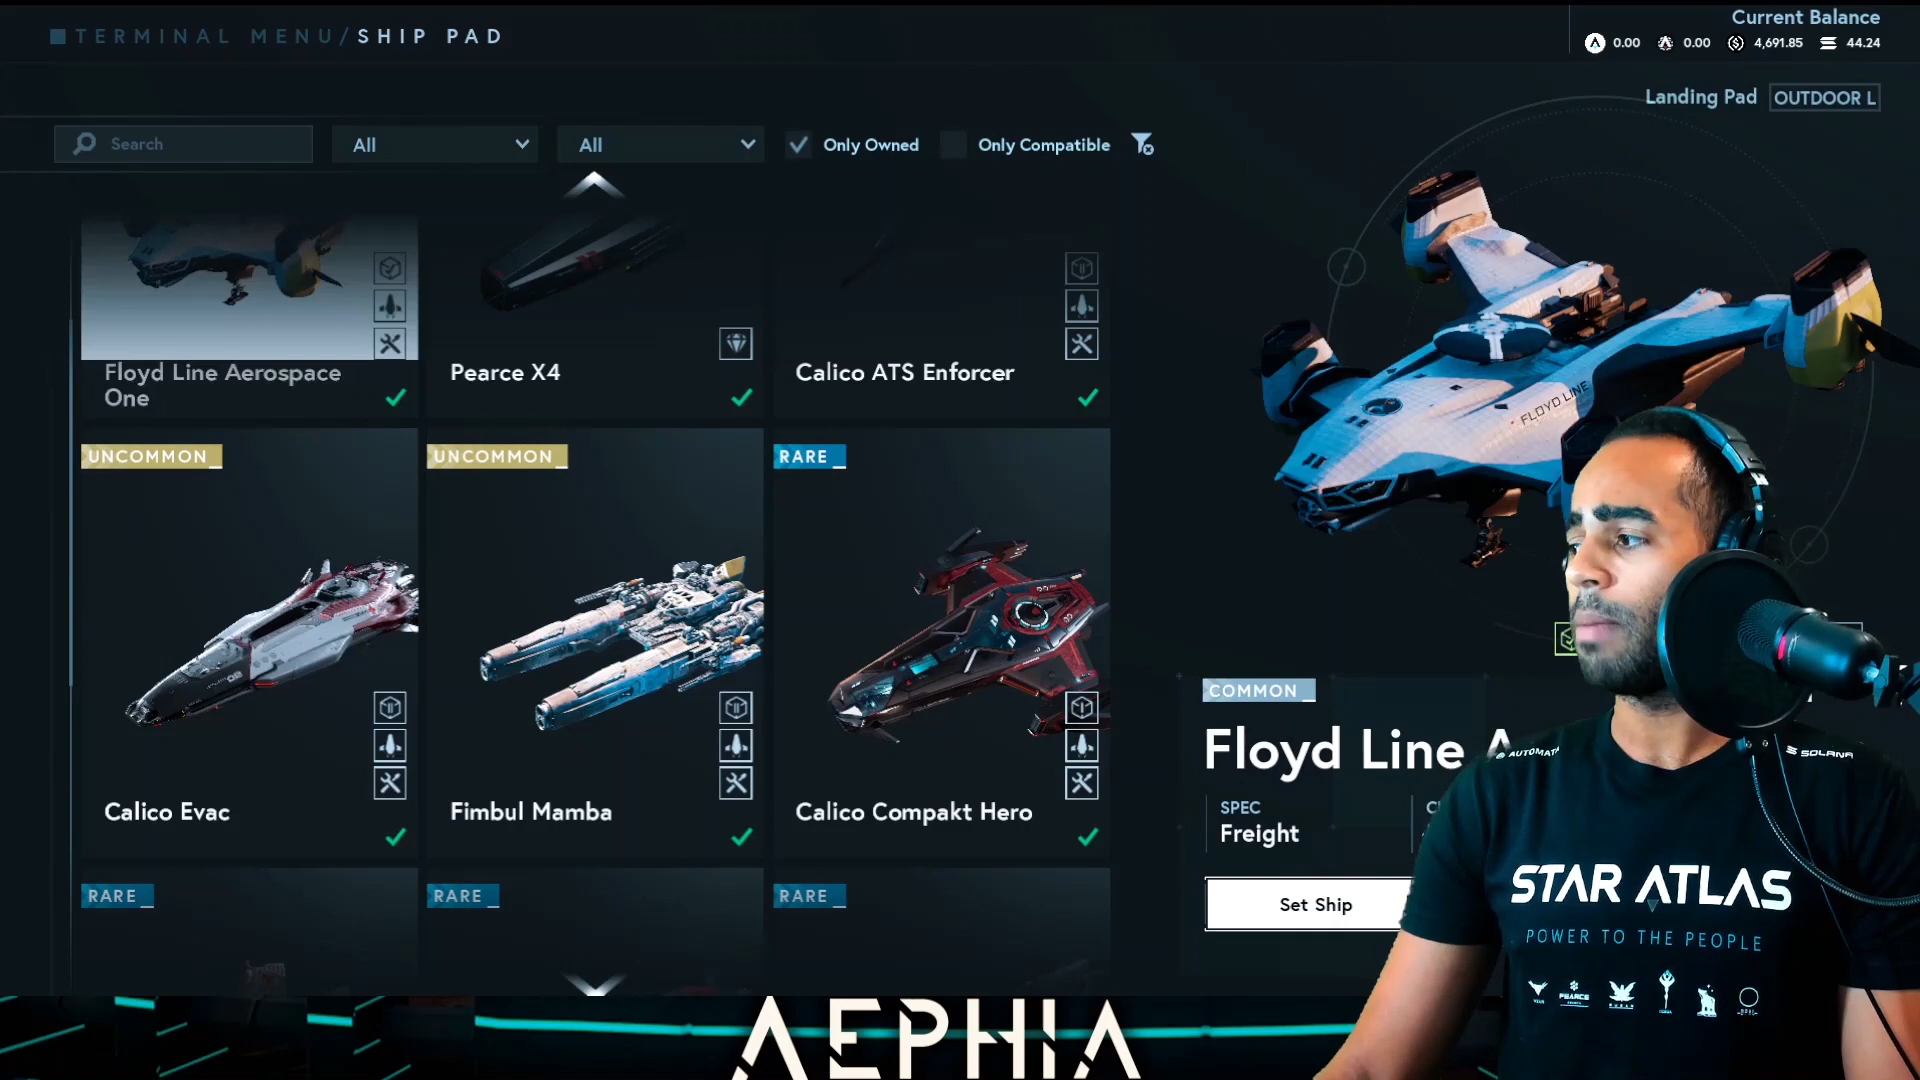 TERMINAL MENU/SHIP PAD
Current Balance
0.00 0.00 4,691.85 44.24
Landing Pad OUTDOOR L
Search
All
All
Only Owned
Only Compatible
Floyd Line Aerospace
One
Pearce X4
Calico ATS Enforcer
UNCOMMON
UNCOMMON
RARE
Calico Evac
Fimbul Mamba
Calico Compakt Hero
RARE
RARE
RARE
FLOYD LINE
COMMON
Floyd Line A
SPEC
Freight
Set Ship
AUTOMATA
SOLANA
STAR ATLAS
POWER TO THE PEOPLE
PEARCE
AEPHIA